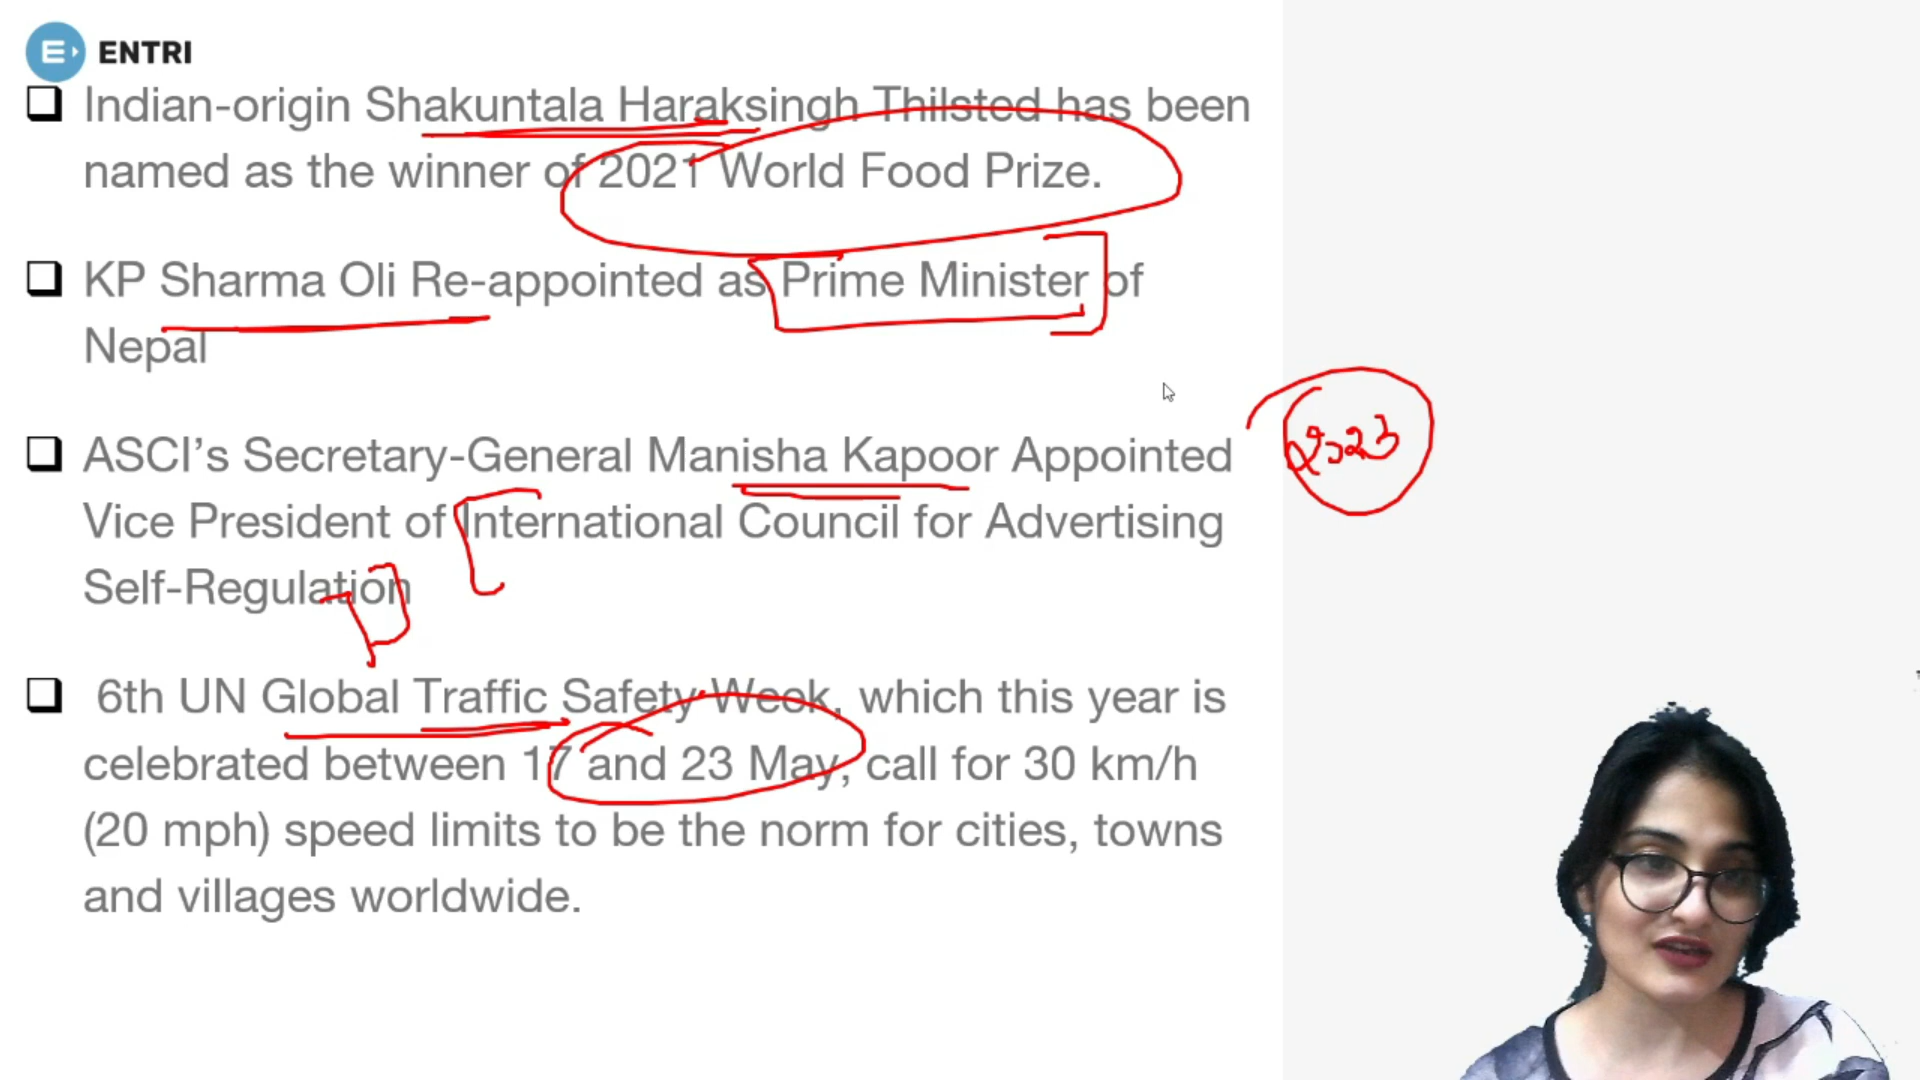 ENTRI
Indian-origin Shakuntala Haraksingh Thilsted has been
named as the winner of 2021 World Food Prize.
KP Sharma Oli Re-appointed as Prime Minister of
Nepal
ASCI’s Secretary-General Manisha Kapoor Appointed
Vice President of International Council for Advertising
Self-Regulation
6th UN Global Traffic Safety Week, which this year is
celebrated between 17 and 23 May, call for 30 km/h
(20 mph) speed limits to be the norm for cities, towns
and villages worldwide.
2023